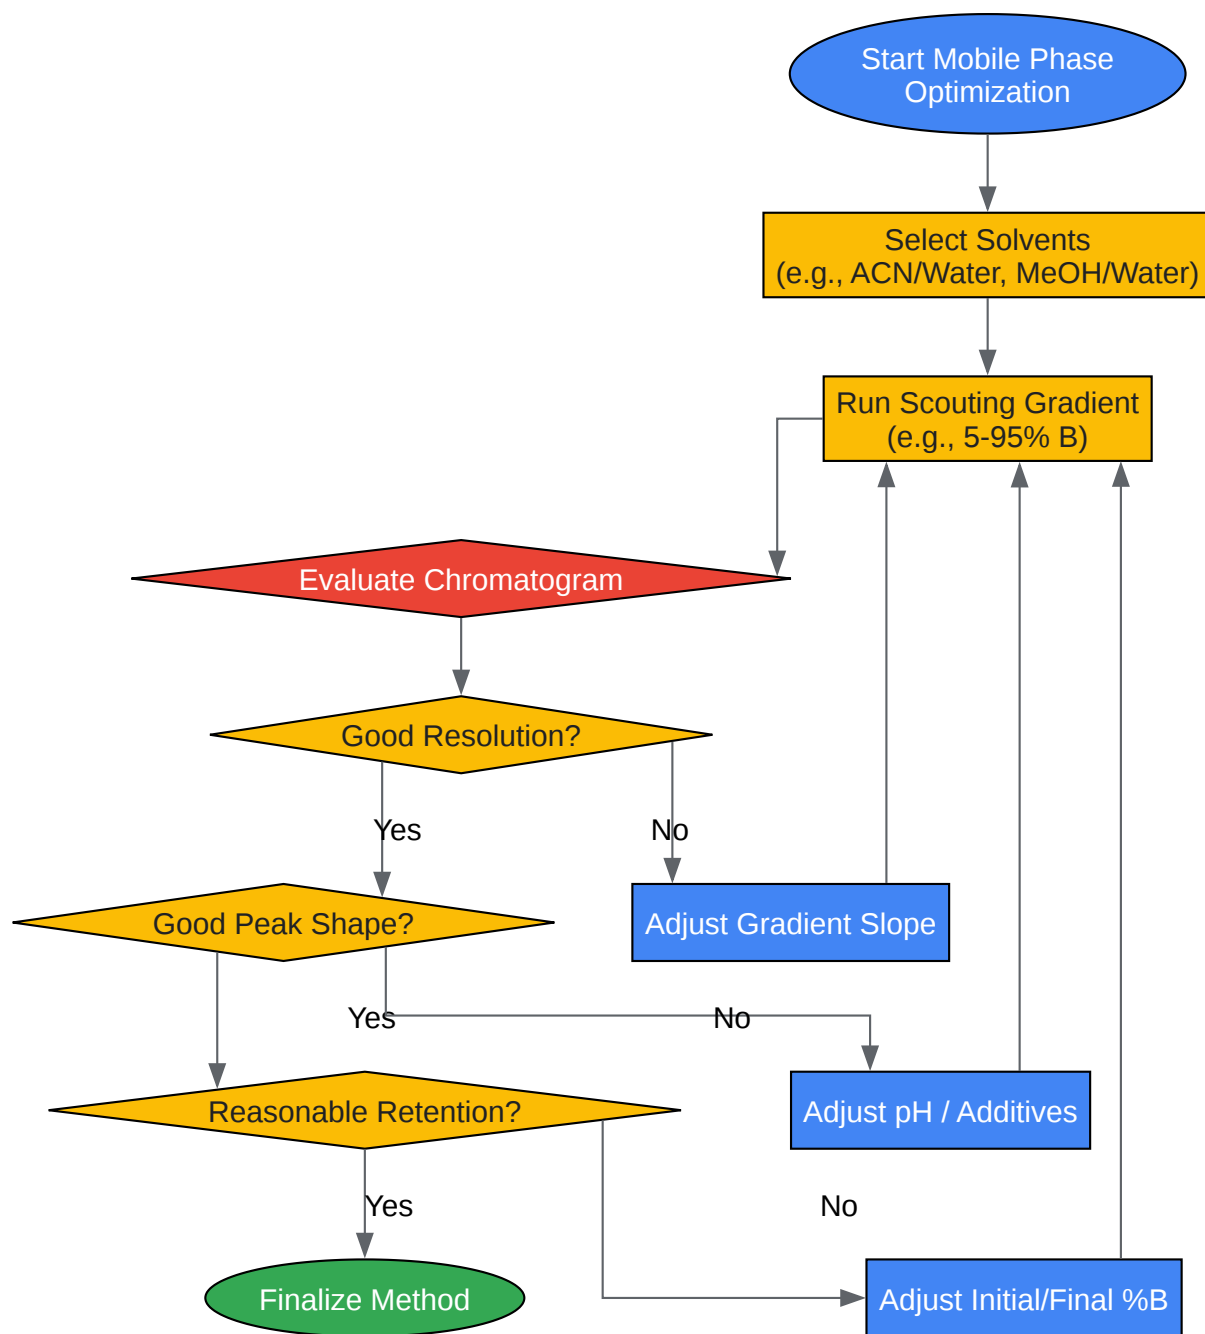 Start Mobile Phase
Optimization
Select Solvents
(e.g., ACN/Water, MeOH/Water)
Run Scouting Gradient
(e.g., 5-95% B)
Evaluate Chromatogram
Good Resolution?
Yes
No
Good Peak Shape?
Adjust Gradient Slope
Yes
No
Reasonable Retention?
Adjust pH / Additives
Yes
No
Finalize Method
Adjust Initial/Final %B